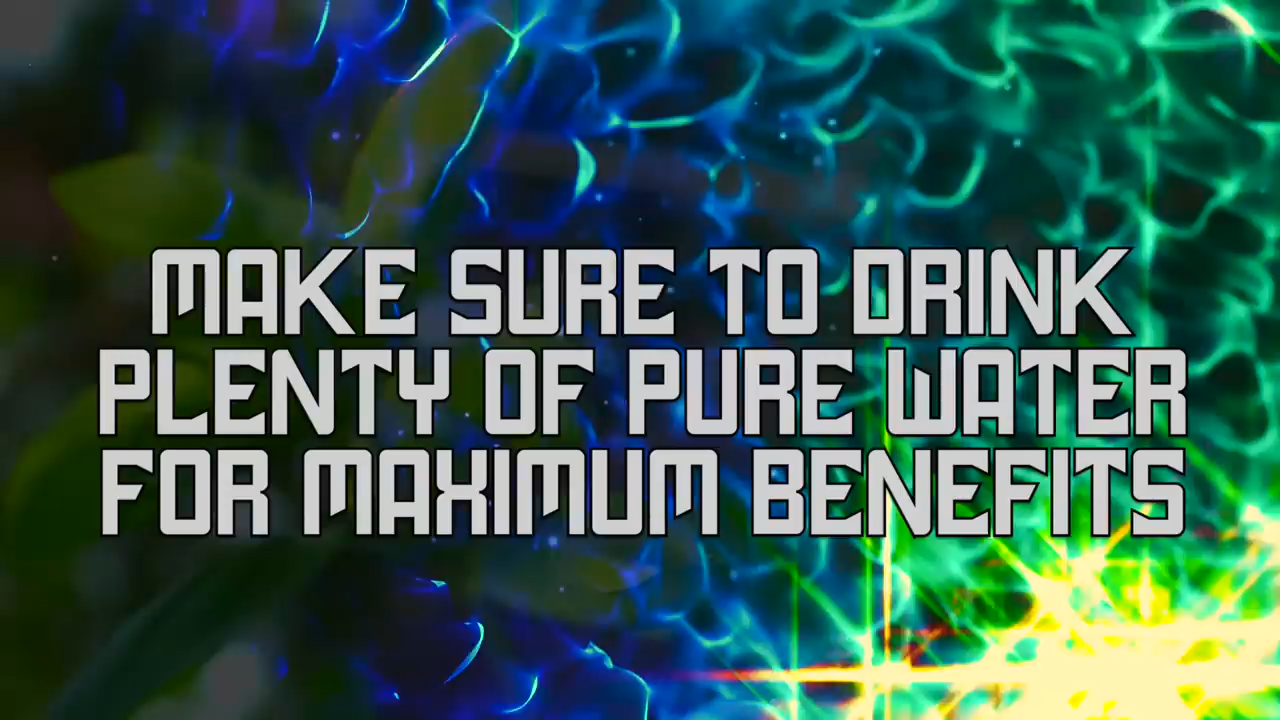 MAKE SURE TO DRINK
PLENTY OF PURE WATER
FOR MAXIMUM BENEFITS